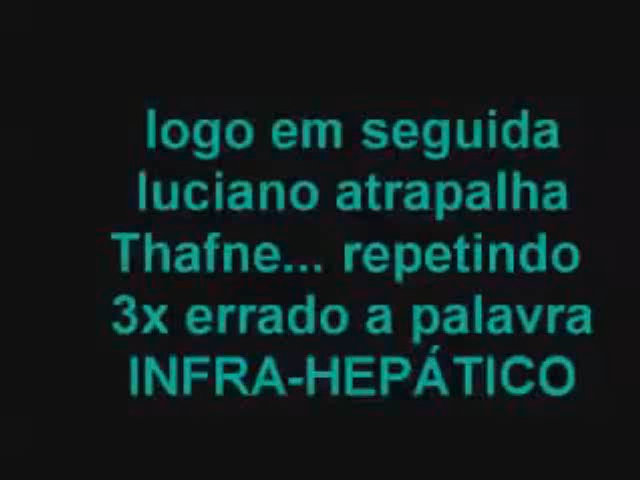 logo em seguida
luciano atrapalha
Thafne... repetindo
3x errado a palavra
INFRA-HEPÁTICO